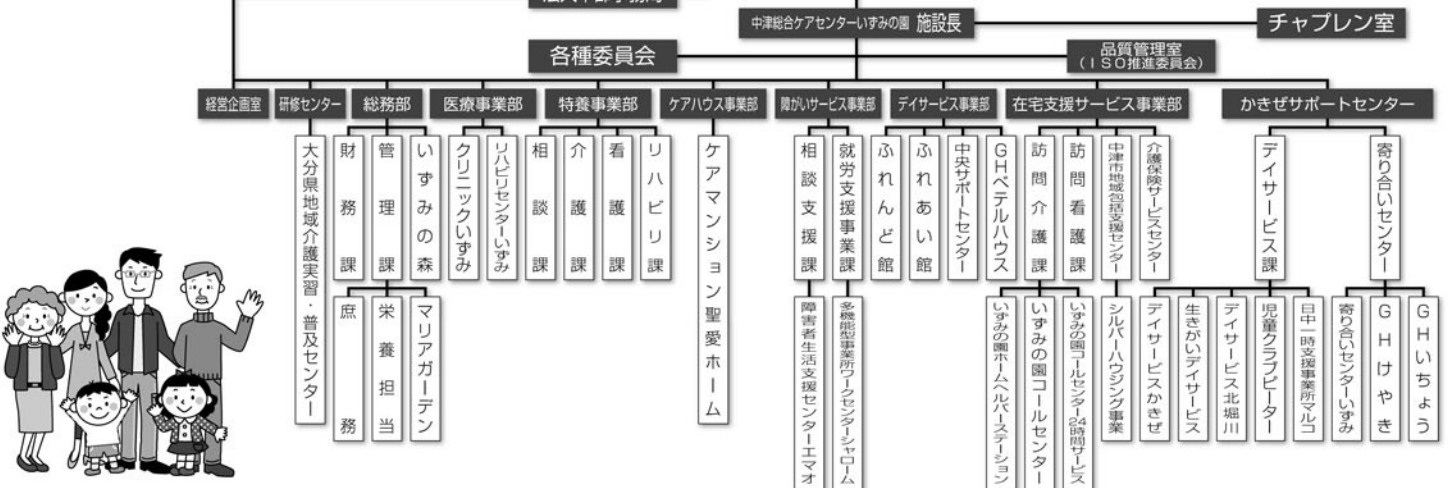 中津総合ケアセンターいずみの園 施設長
チャプレン室
各種委員会
品質管理室
(ISO推進委員会)
経営企画室
研修センター
総務部
医療事業部
特養事業部
ケアハウス事業部
障がいサービス事業部
デイサービス事業部
在宅支援サービス事業部
かきぜサポートセンター
大分県地域介護実習・普及センター
財務課
管理課
いずみの森
クリニックいずみ
リハビリセンターいずみ
相談課
介護課
看護課
リハビリ課
ケアマンション聖愛ホーム
相談支援課
就労支援事業課
ふれんど館
ふれあい館
中央サポートセンター
GHベテルハウス
訪問介護課
訪問看護課
中津市地域包括支援センター
介護保険サービスセンター
デイサービス課
寄り合いセンター
庶務
栄養担当
マリアガーデン
障害者生活支援センターエマオ
多機能型事業所ワークセンターシャローム
いずみの園ホームヘルパーステーション
いずみの園コールセンター
いずみの園コールセンター24時間サービス
シルバーハウジング事業
デイサービスかきぜ
生きがいデイサービス
デイサービス北堀川
児童クラブピーター
日中一時支援事業所マルコ
寄り合いセンターいずみ
GHけやき
GHいちょう